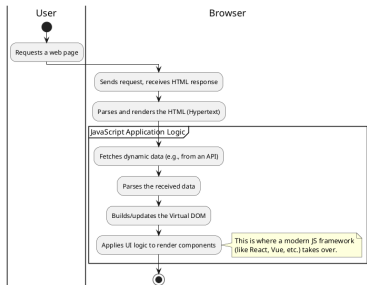 User
Browser
Requests a web page
Sends request, receives HTML response
Parses and renders the HTML (Hypertext)
JavaScript Application Logic
Fetches dynamic data (e.g., from an API)
Parses the received data
Builds/updates the Virtual DOM
Applies UI logic to render components
This is where a modern JS framework
(like React, Vue, etc.) takes over.